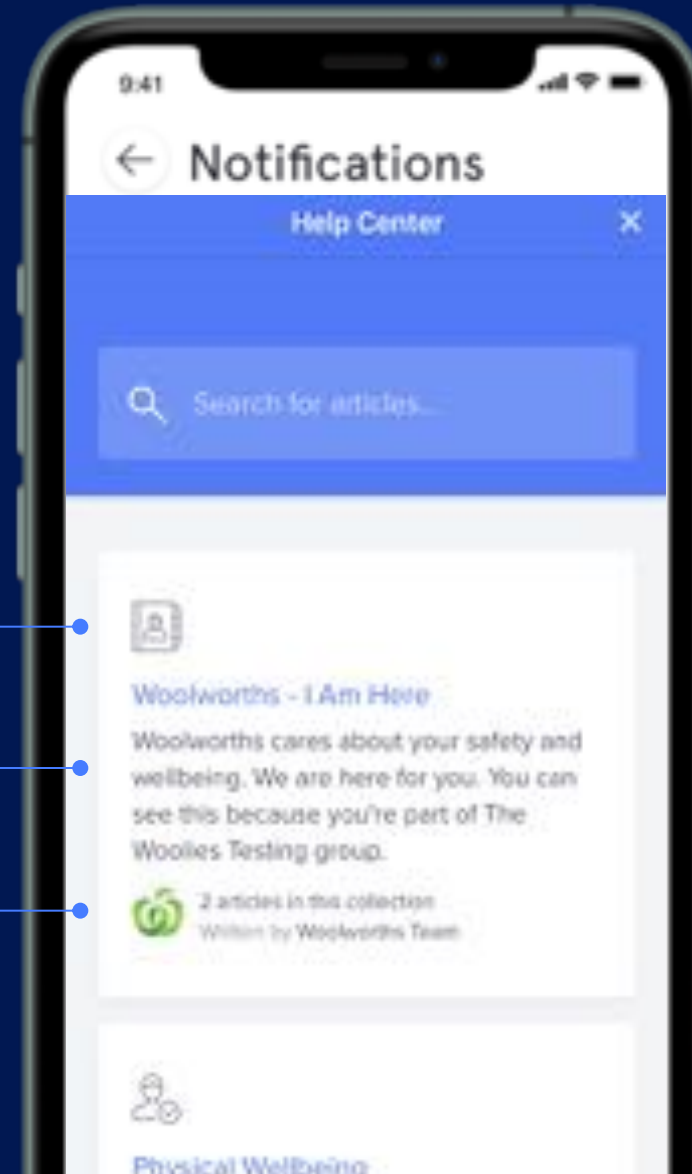 9:41
Notifications
Help Center
Search for articles...
Woolworths - I Am Here
Woolworths cares about your safety and
wellbeing. We are here for you. You can
see this because you're part of The
Woolies Testing group.
2 articles in this collection
Written by Woolworths Team
Physical Wellbeing